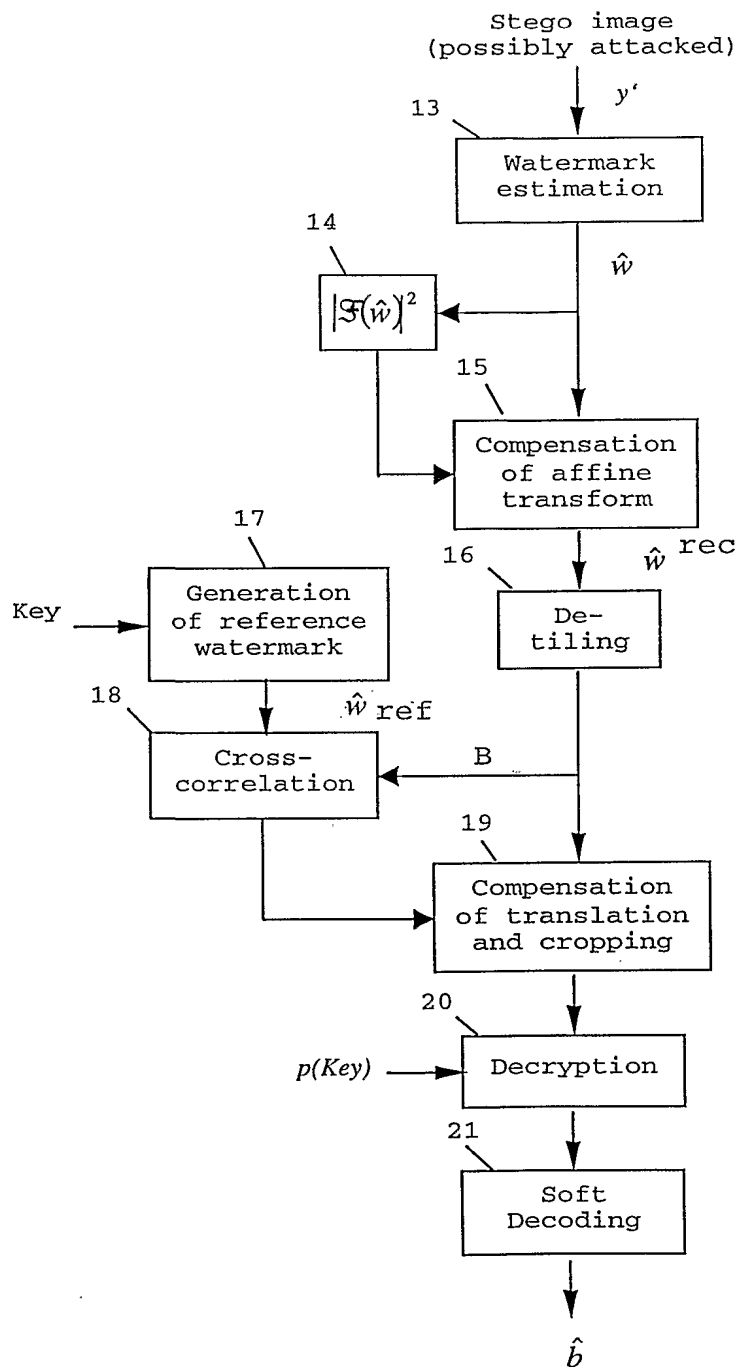 Stego image
(possibly attacked)
y‘
13
Watermark
estimation
14
ŵ
|𝔉(ŵ)|²
15
Compensation
of affine
transform
17
16
ŵ rec
Generation
of reference
watermark
Key
De-
tiling
18
ŵ ref
Cross-
correlation
B
19
Compensation
of translation
and cropping
20
p(Key)
Decryption
21
Soft
Decoding
b̂